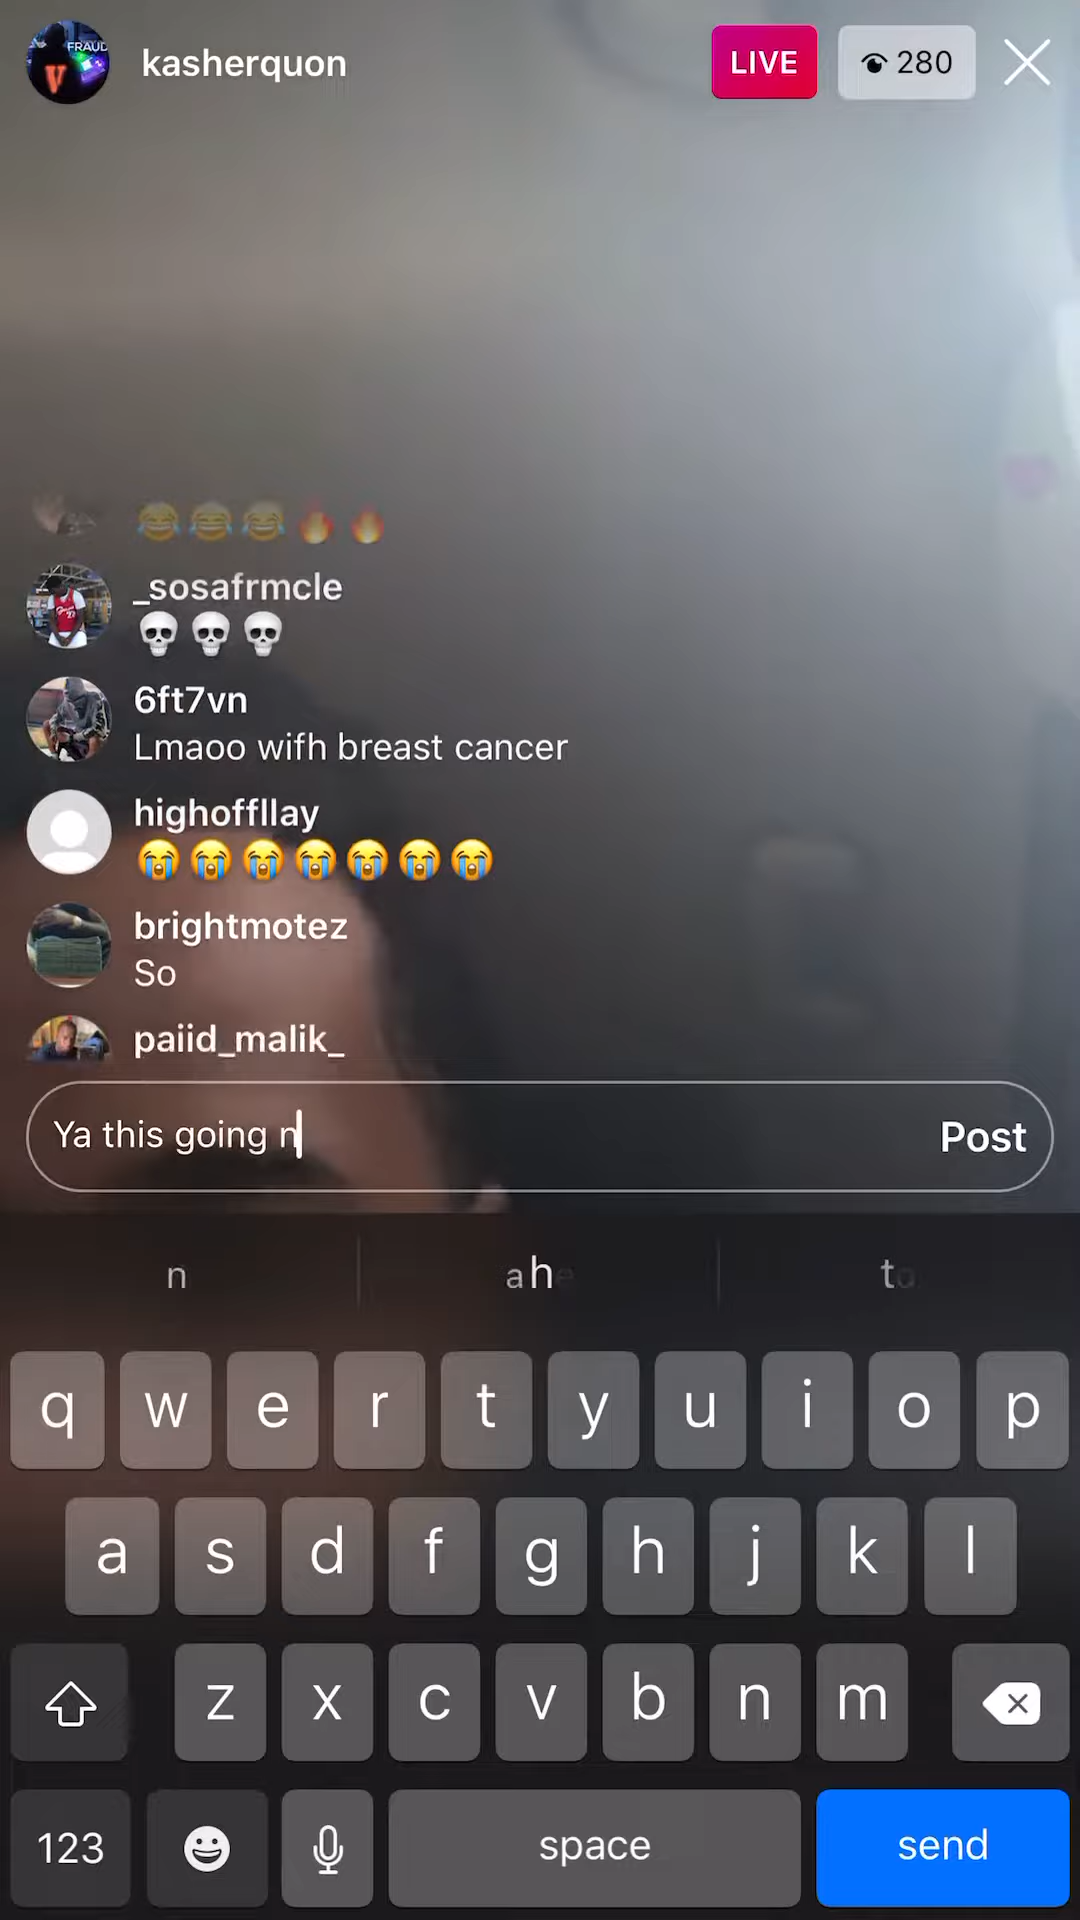 FRAUD
V
kasherquon
LIVE
280
😂😂😂🔥🔥
_sosafrmcle
💀💀💀
6ft7vn
Lmaoo wifh breast cancer
highoffllay
😭😭😭😭😭😭😭
brightmotez
So
paiid_malik_
Ya this going n
Post
n
ah
t
q w e r t y u i o p
a s d f g h j k l
z x c v b n m
123
space
send